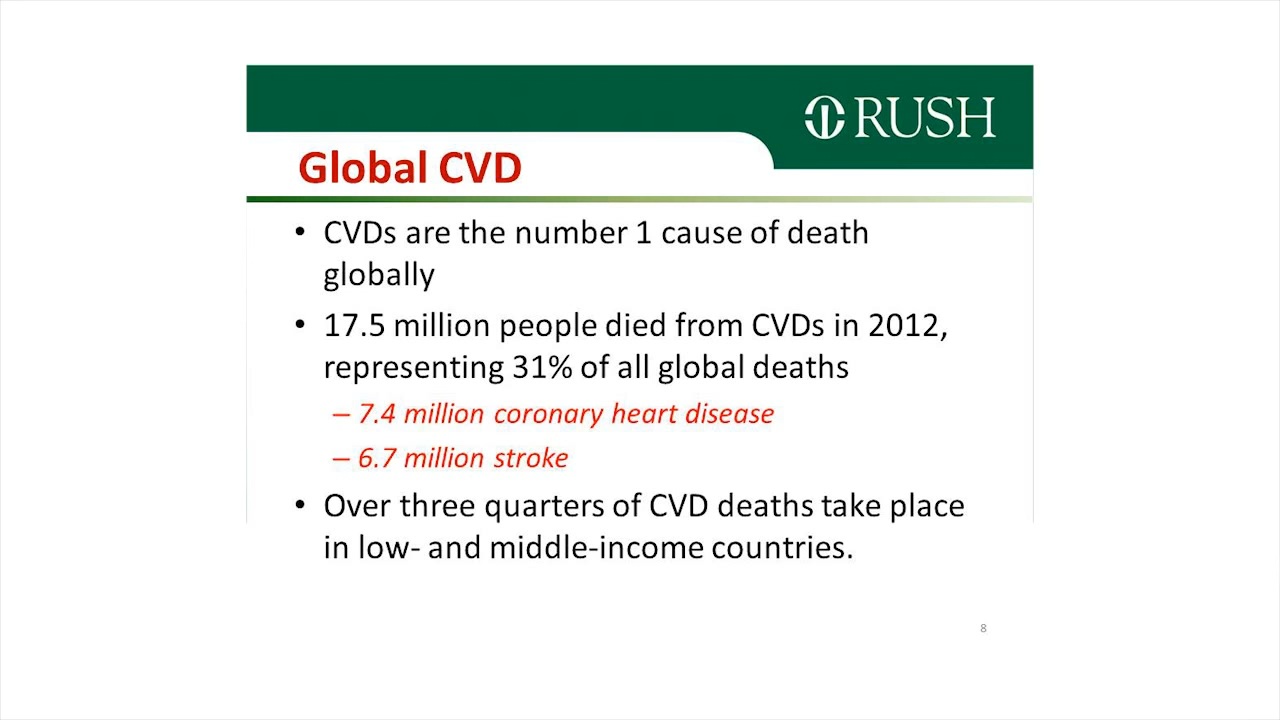 RUSH
Global CVD
• CVDs are the number 1 cause of death
globally
• 17.5 million people died from CVDs in 2012,
representing 31% of all global deaths
– 7.4 million coronary heart disease
– 6.7 million stroke
• Over three quarters of CVD deaths take place
in low- and middle-income countries.
8